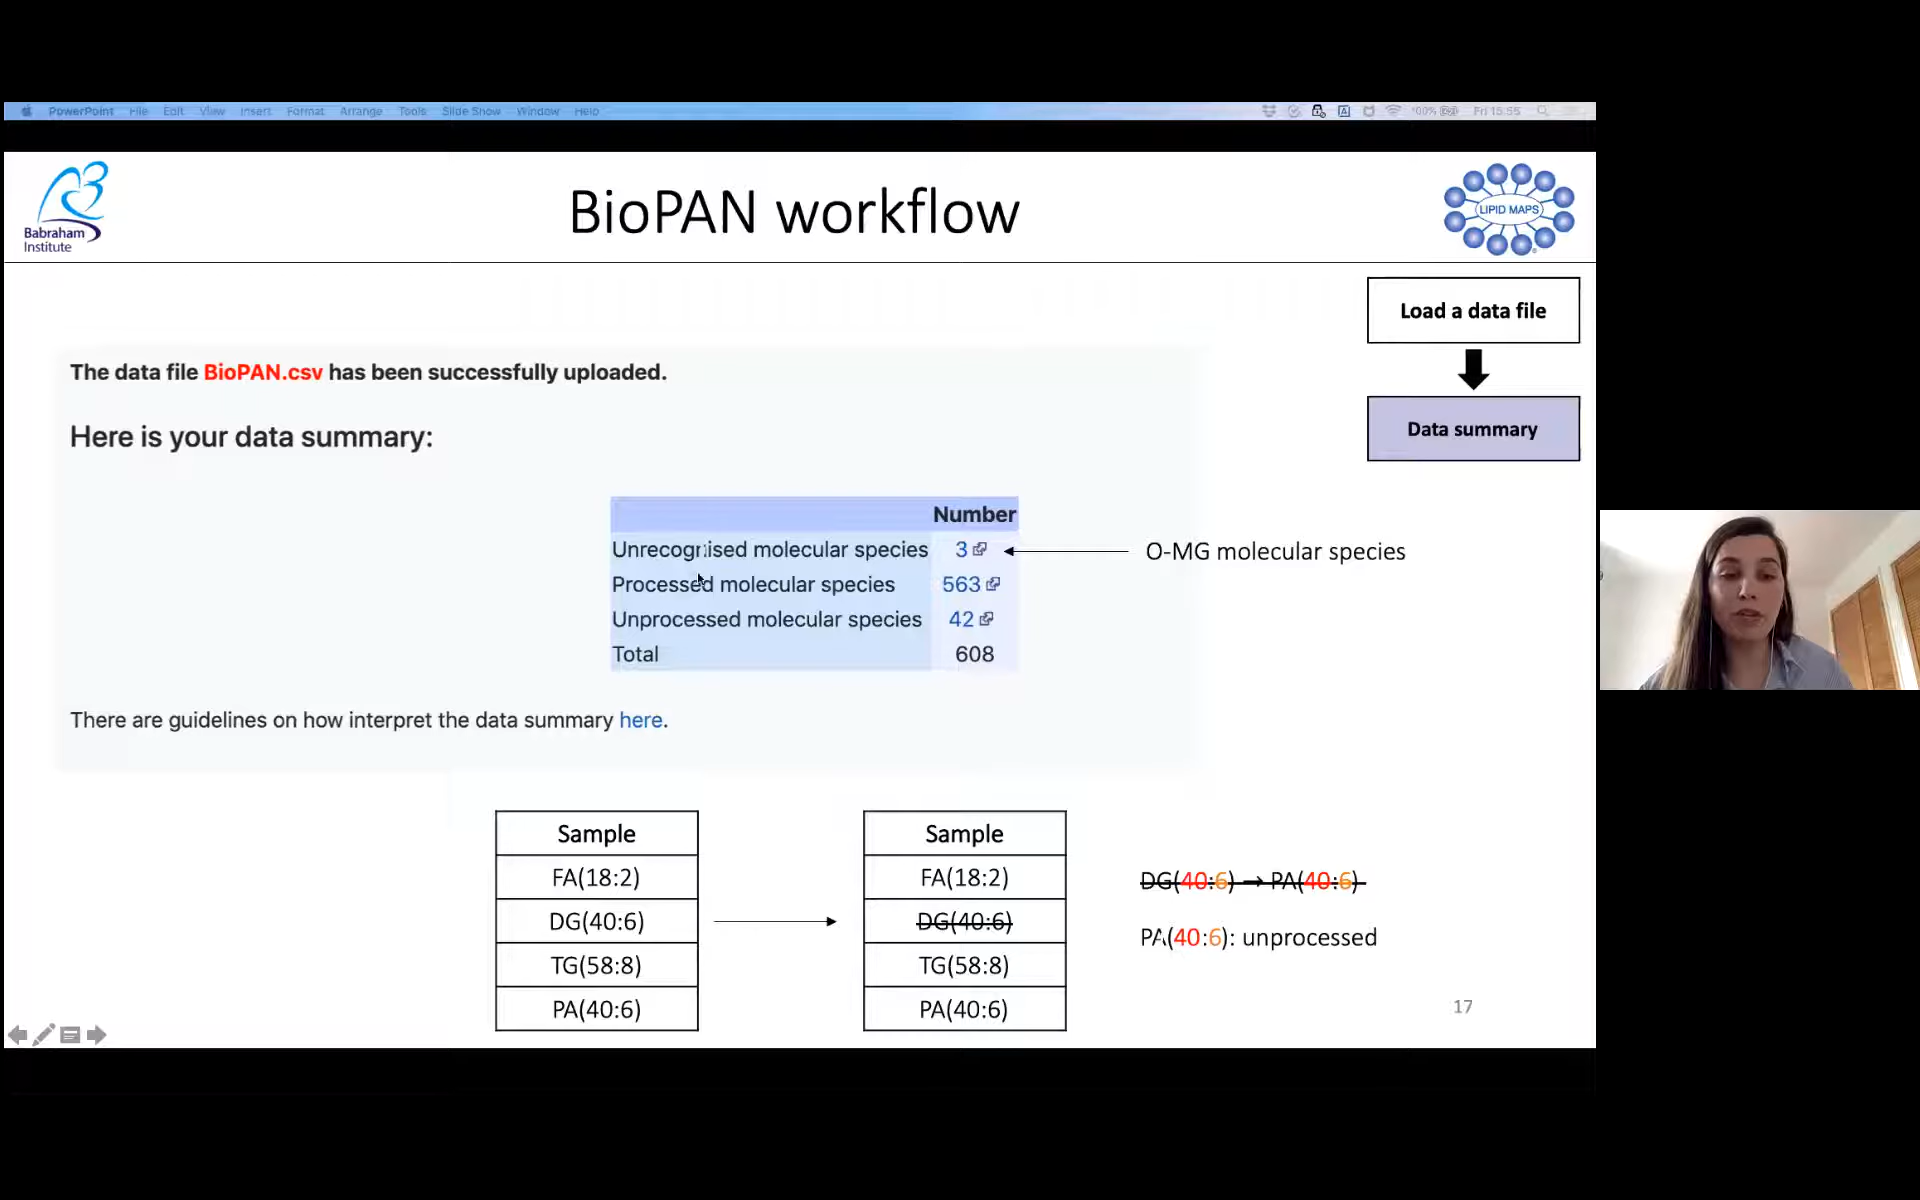 PowerPoint File Edit View Insert Format Arrange Tools Slide Show Window Help 100% Fri 15:55
Babraham
Institute
BioPAN workflow
LIPID MAPS
Load a data file
The data file BioPAN.csv has been successfully uploaded.
Here is your data summary:
Data summary
Number
Unrecognised molecular species 3
O-MG molecular species
Processed molecular species 563
Unprocessed molecular species 42
Total 608
There are guidelines on how interpret the data summary here.
Sample
FA(18:2)
DG(40:6)
TG(58:8)
PA(40:6)
Sample
FA(18:2)
DG(40:6)
TG(58:8)
PA(40:6)
DG(40:6) → PA(40:6)
PA(40:6): unprocessed
17